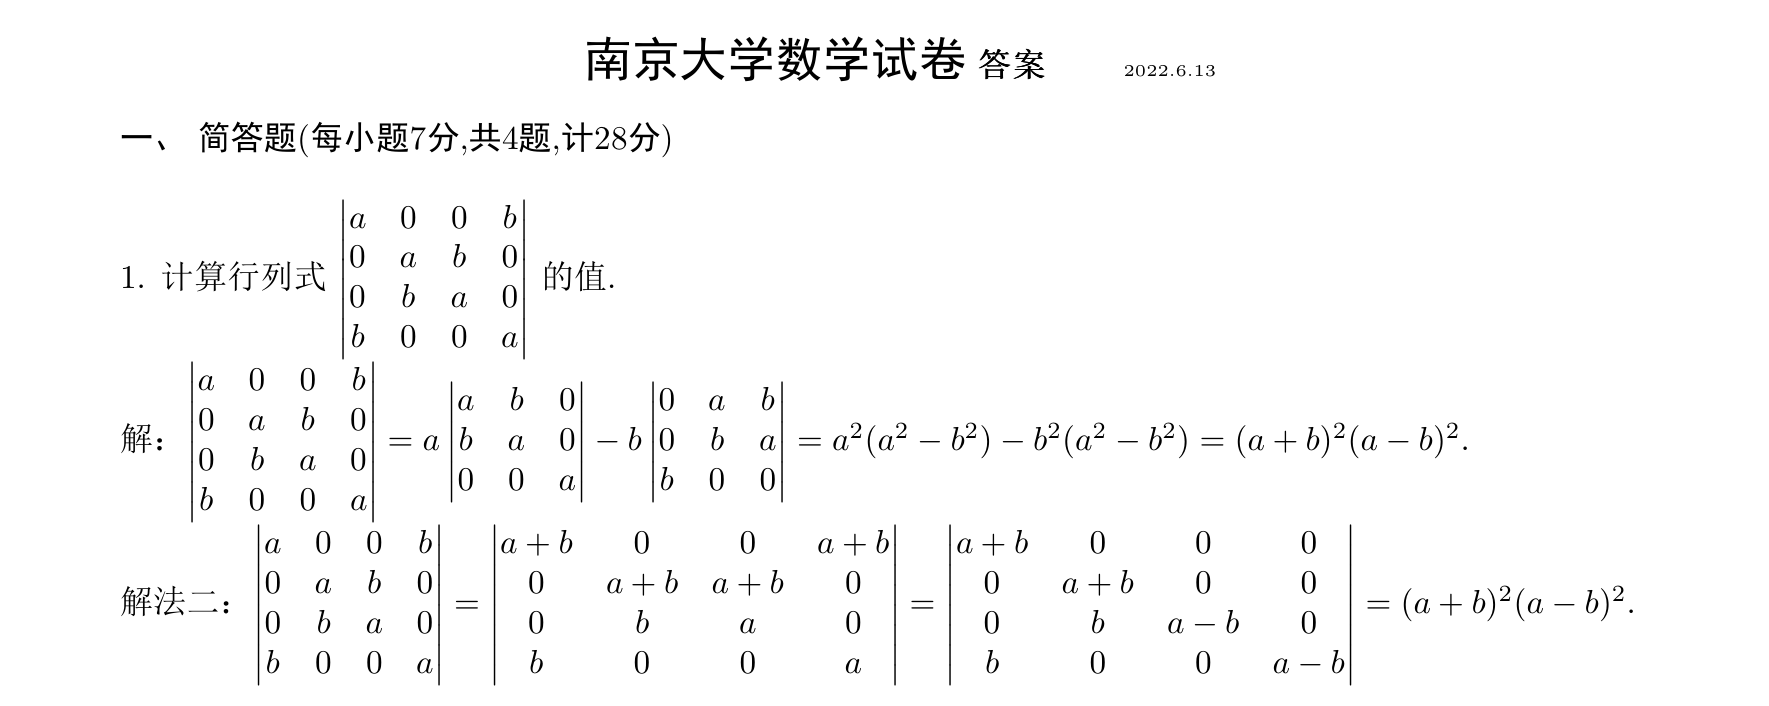 南京大学数学试卷 答案 2022.6.13
一、 简答题(每小题7分,共4题,计28分)
1. 计算行列式 $\begin{vmatrix} a & 0 & 0 & b \\ 0 & a & b & 0 \\ 0 & b & a & 0 \\ b & 0 & 0 & a \end{vmatrix}$ 的值.
解: $\begin{vmatrix} a & 0 & 0 & b \\ 0 & a & b & 0 \\ 0 & b & a & 0 \\ b & 0 & 0 & a \end{vmatrix} = a \begin{vmatrix} a & b & 0 \\ b & a & 0 \\ 0 & 0 & a \end{vmatrix} - b \begin{vmatrix} 0 & a & b \\ 0 & b & a \\ b & 0 & 0 \end{vmatrix} = a^2(a^2 - b^2) - b^2(a^2 - b^2) = (a + b)^2(a - b)^2.$
解法二: $\begin{vmatrix} a & 0 & 0 & b \\ 0 & a & b & 0 \\ 0 & b & a & 0 \\ b & 0 & 0 & a \end{vmatrix} = \begin{vmatrix} a + b & 0 & 0 & a + b \\ 0 & a + b & a + b & 0 \\ 0 & b & a & 0 \\ b & 0 & 0 & a \end{vmatrix} = \begin{vmatrix} a + b & 0 & 0 & 0 \\ 0 & a + b & 0 & 0 \\ 0 & b & a - b & 0 \\ b & 0 & 0 & a - b \end{vmatrix} = (a + b)^2(a - b)^2.$